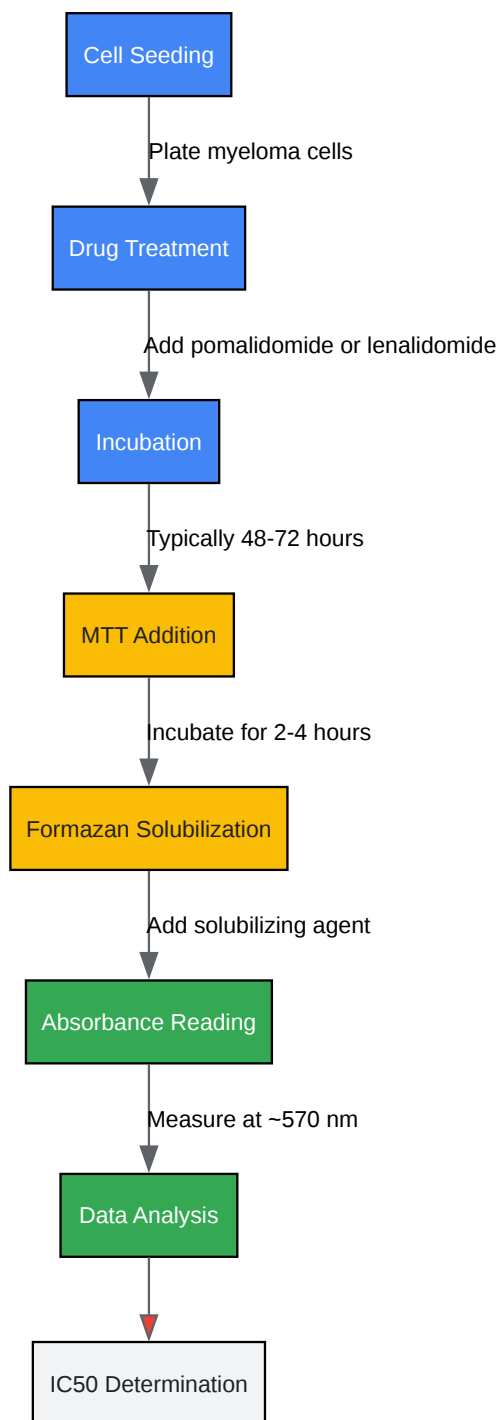 Cell Seeding
Plate myeloma cells
Drug Treatment
Add pomalidomide or lenalidomide
Incubation
Typically 48-72 hours
MTT Addition
Incubate for 2-4 hours
Formazan Solubilization
Add solubilizing agent
Absorbance Reading
Measure at ~570 nm
Data Analysis
IC50 Determination